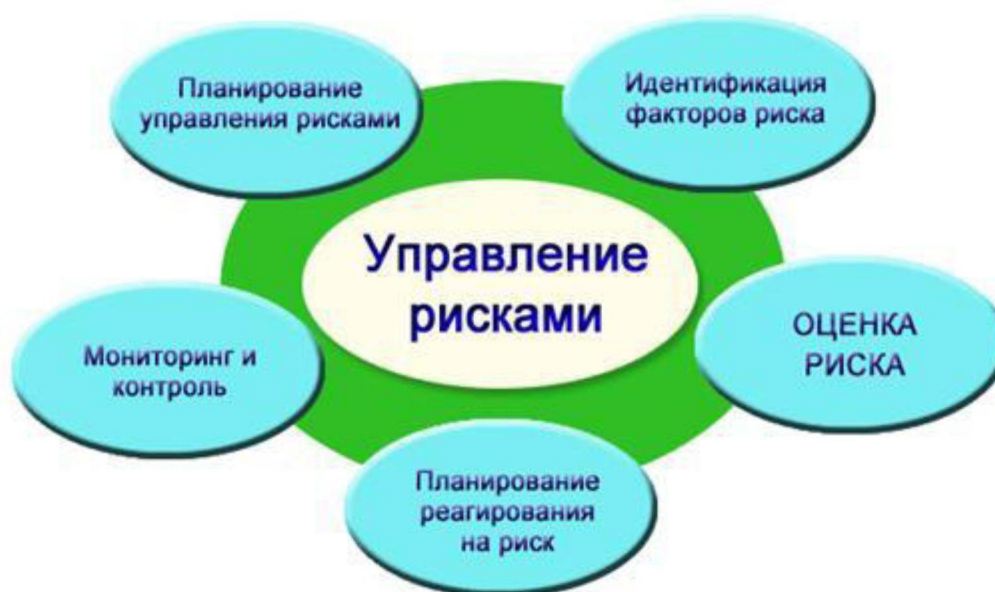 Планирование
управления рисками
Идентификация
факторов риска
Управление
рисками
ОЦЕНКА
РИСКА
Мониторинг и
контроль
Планирование
реагирования
на риск